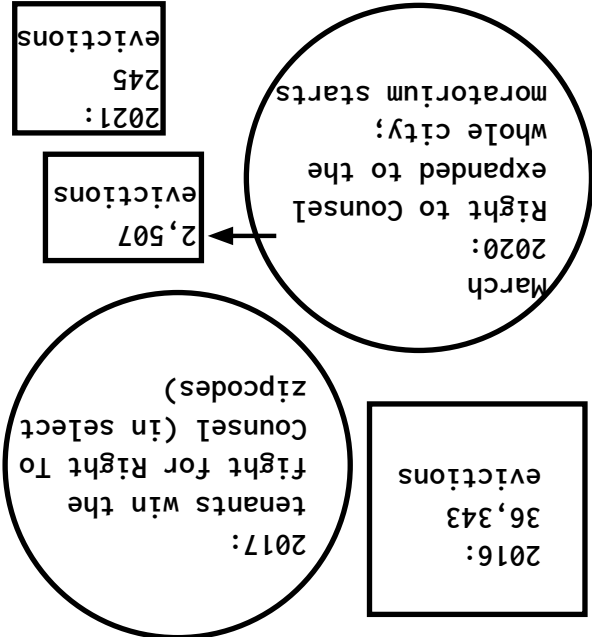 2016:
36,343
evictions
2017:
tenants win the
fight for Right To
Counsel (in select
zipcodes)
March
2020:
Right to Counsel
expanded to the
whole city;
moratorium starts
2,507
evictions
2021:
245
evictions